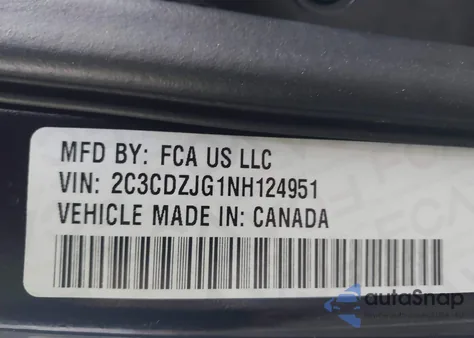 MFD BY: FCA US LLC
VIN: 2C3CDZJG1NH124951
VEHICLE MADE IN: CANADA
autoSnap